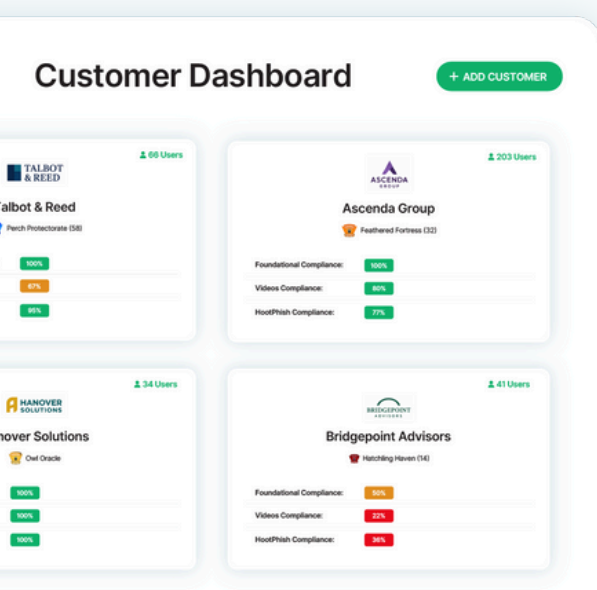 Customer Dashboard
+ ADD CUSTOMER
66 Users
TALBOT
& REED
albot & Reed
Perch Protectorate (58)
100%
67%
95%
203 Users
ASCENDA
GROUP
Ascenda Group
Feathered Fortress (32)
Foundational Compliance: 100%
Videos Compliance: 80%
HootPhish Compliance: 77%
34 Users
HANOVER
SOLUTIONS
nover Solutions
Owl Oracle
100%
100%
100%
41 Users
BRIDGEPOINT
ADVISORS
Bridgepoint Advisors
Hatchling Haven (14)
Foundational Compliance: 50%
Videos Compliance: 22%
HootPhish Compliance: 36%